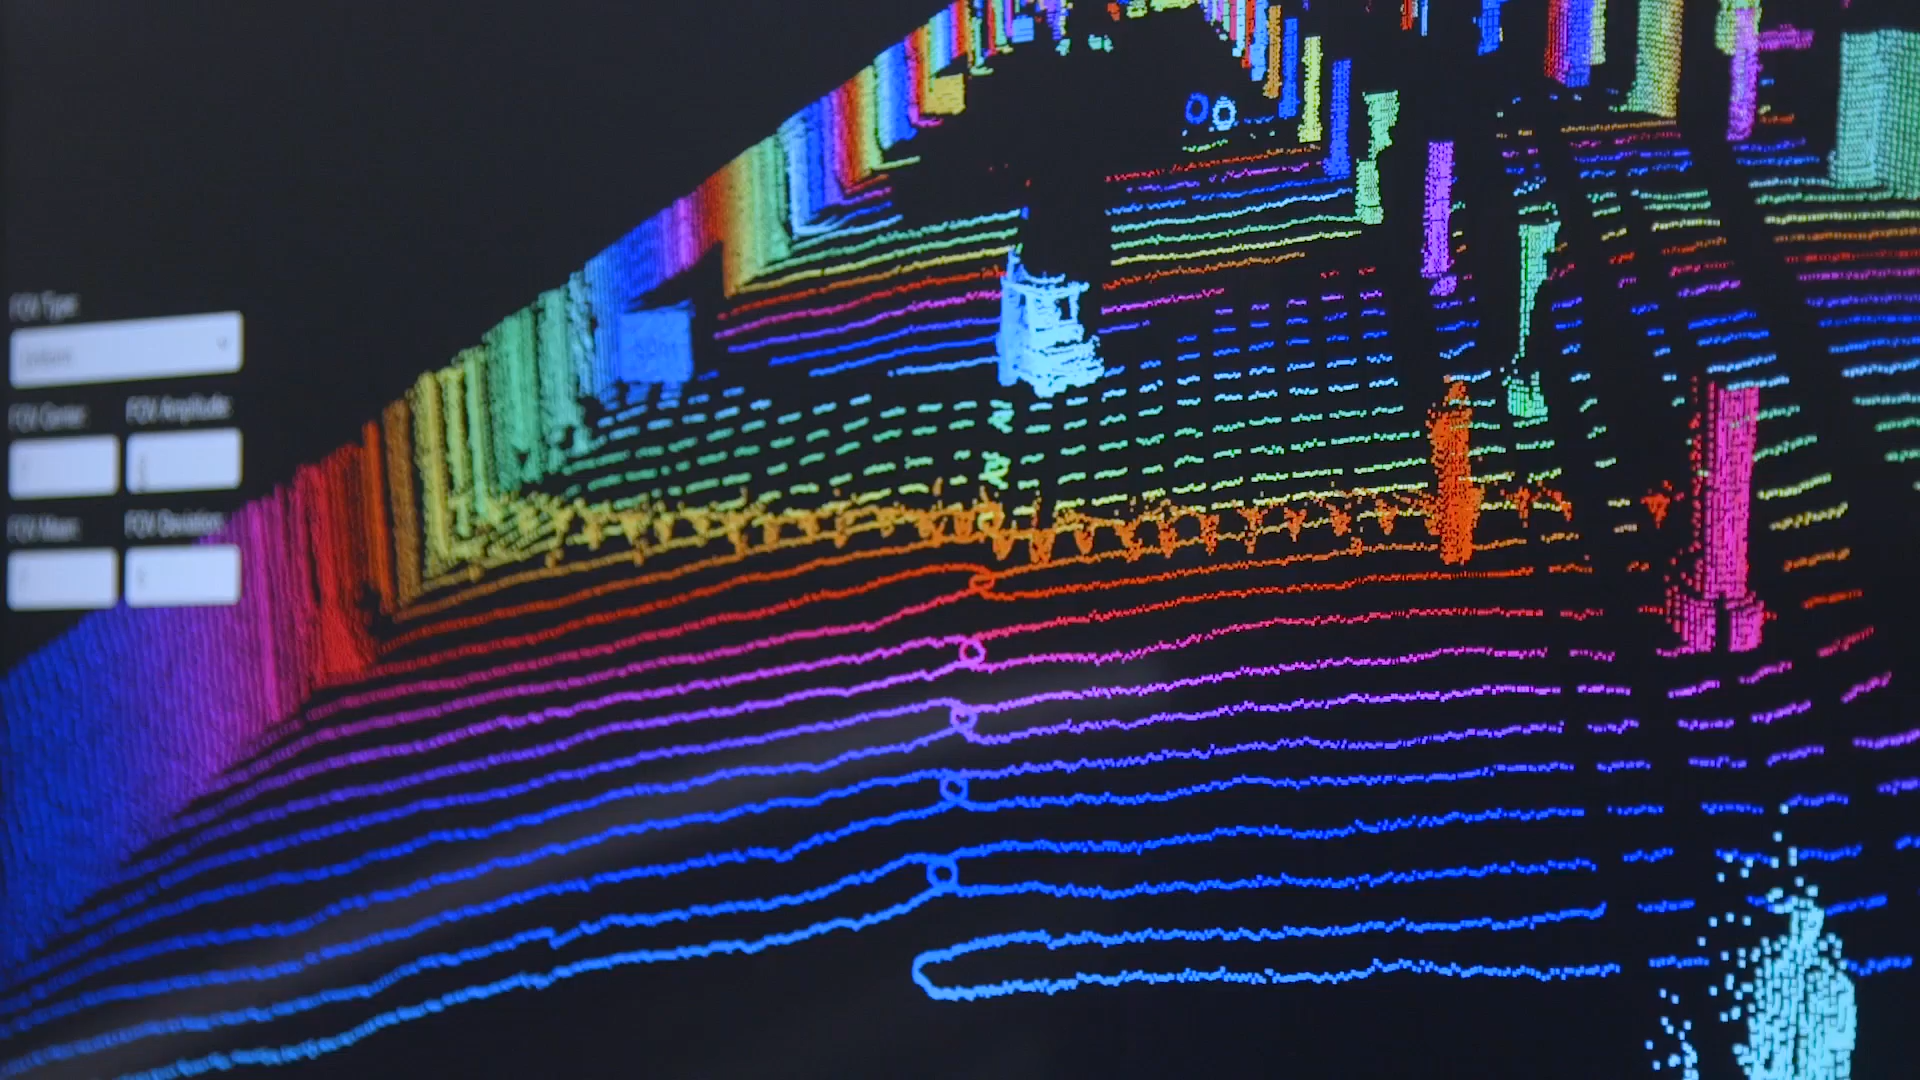 FOV Type:
FOV Center:
FOV Amplitude:
FOV Mean:
FOV Deviation: